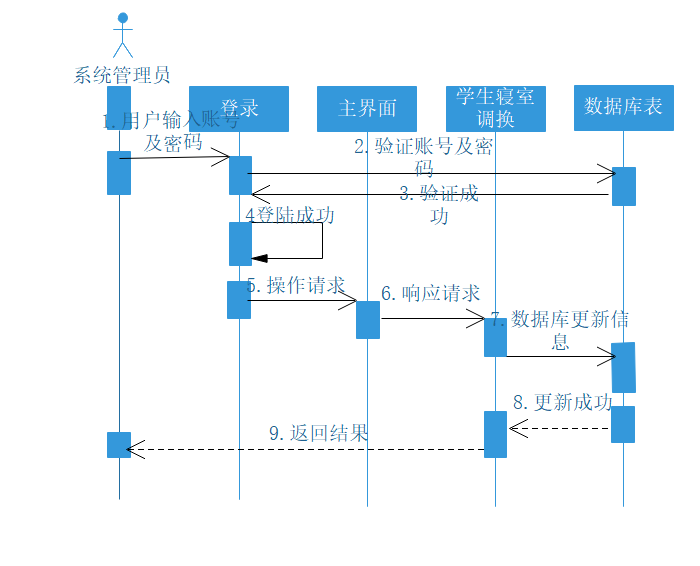 系统管理员
登录
主界面
学生寝室
调换
数据库表
1.用户输入账号
及密码
2.验证账号及密
码
3.验证成
功
4登陆成功
5.操作请求
6.响应请求
7.数据库更新信
息
8.更新成功
9.返回结果